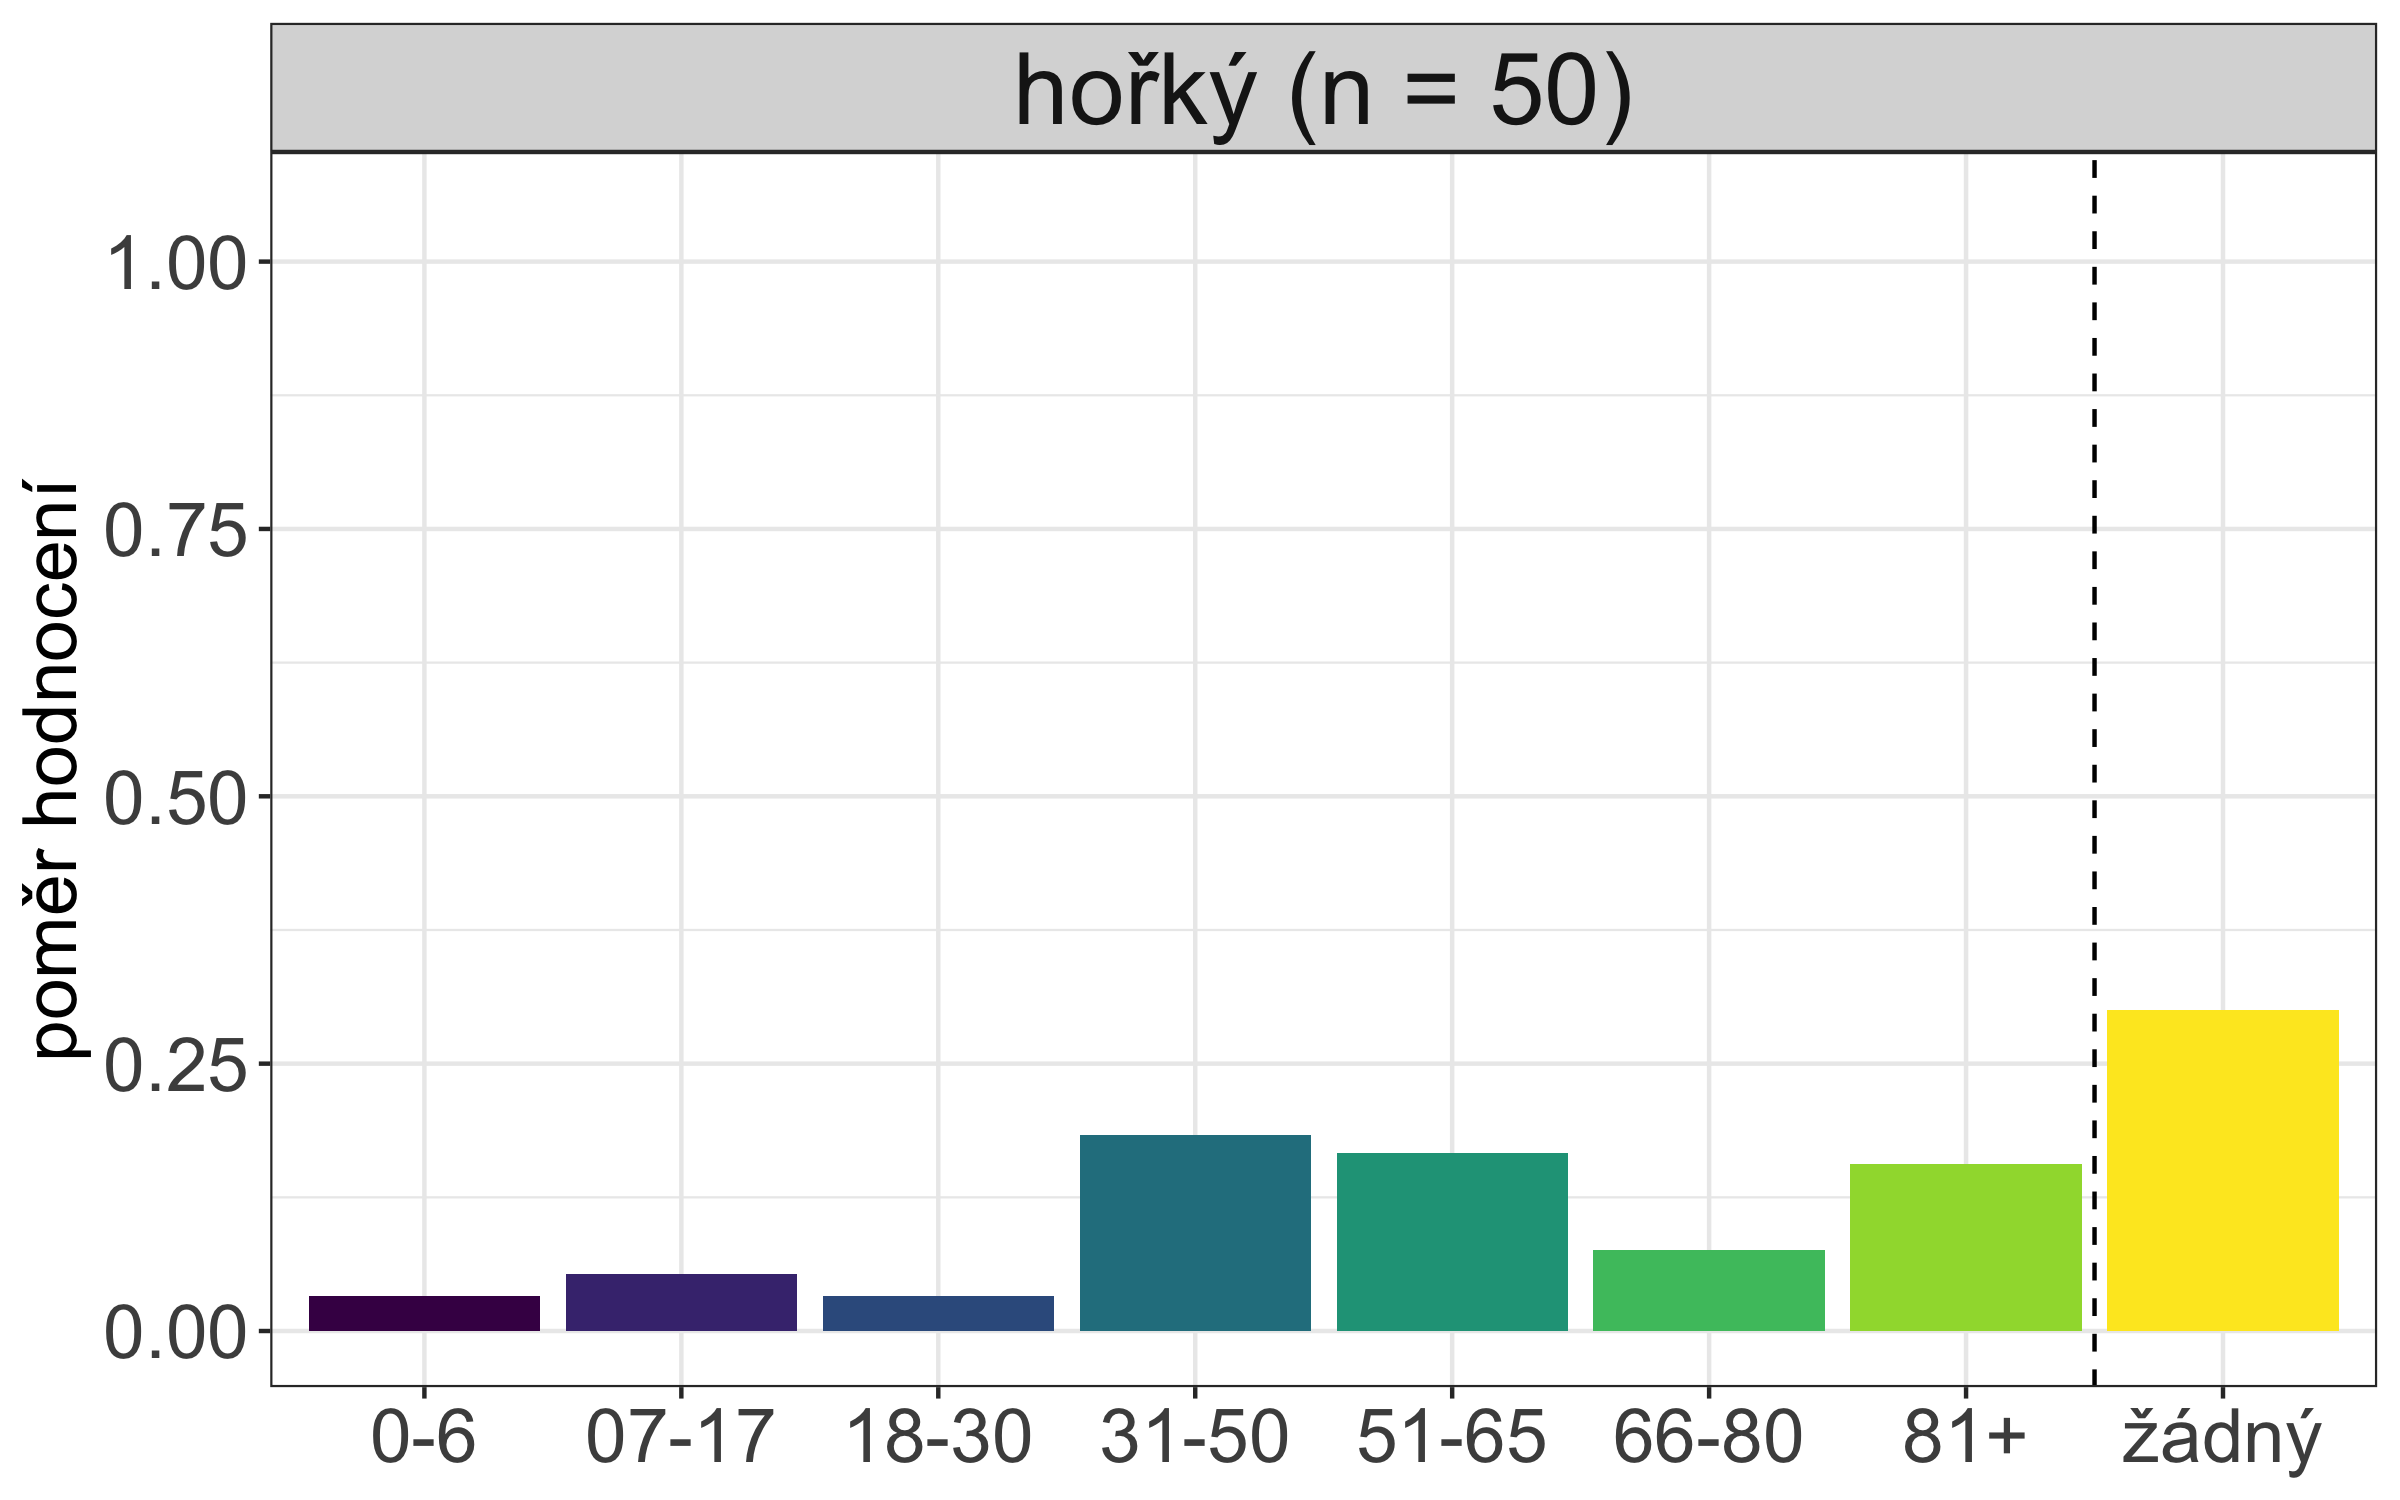 hořký (n = 50)
poměr hodnocení
1.00
0.75
0.50
0.25
0.00
0-6 07-17 18-30 31-50 51-65 66-80 81+ žádný